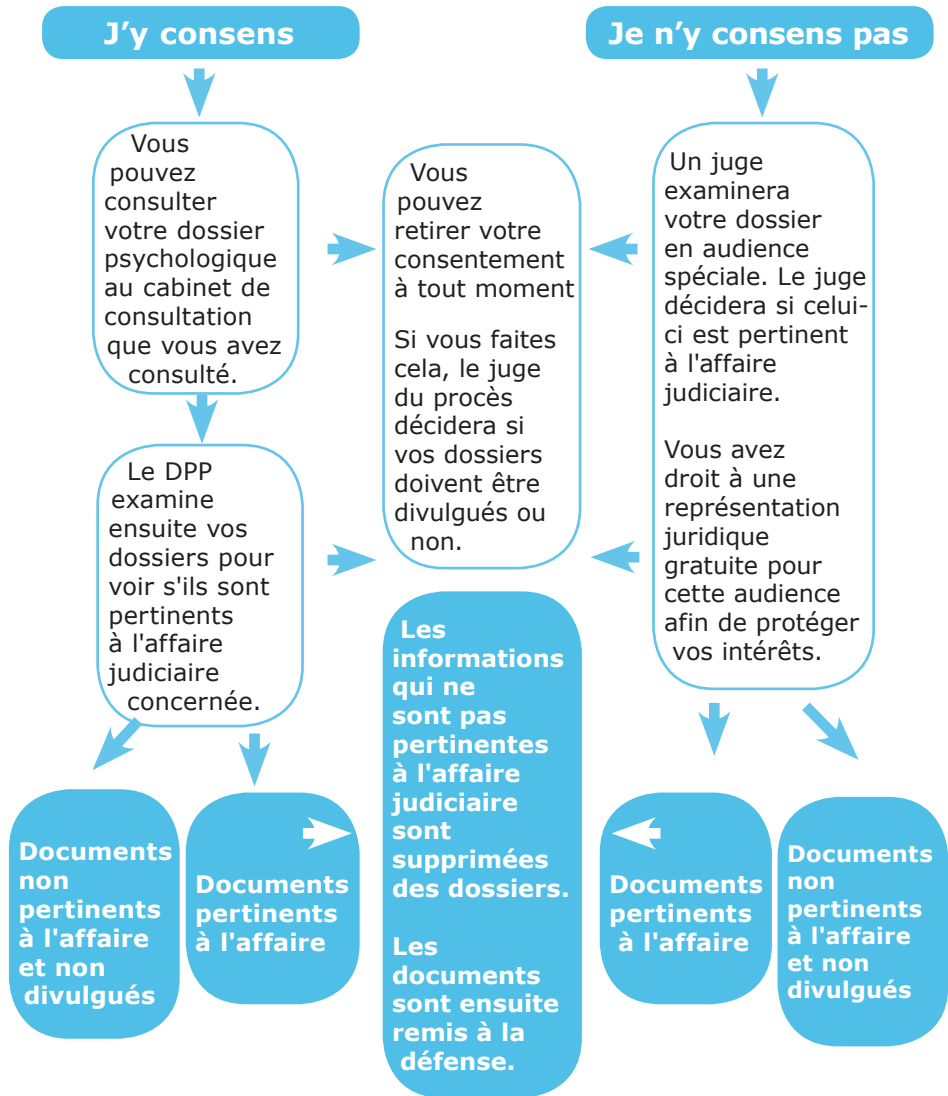 J’y consens
Vous
pouvez
consulter
votre dossier
psychologique
au cabinet de
consultation
que vous avez
consulté.
Le DPP
examine
ensuite vos
dossiers pour
voir s'ils sont
pertinents
à l'affaire
judiciaire
concernée.
Documents
non
pertinents
à l'affaire
et non
divulgués
Documents
pertinents
à l'affaire
Vous
pouvez
retirer votre
consentement
à tout moment
Si vous faites
cela, le juge
du procès
décidera si
vos dossiers
doivent être
divulgués ou
non.
Les
informations
qui ne
sont pas
pertinentes
à l'affaire
judiciaire
sont
supprimées
des dossiers.
Les
documents
sont ensuite
remis à la
défense.
Je n’y consens pas
Un juge
examinera
votre dossier
en audience
spéciale. Le juge
décidera si celui-
ci est pertinent
à l'affaire
judiciaire.
Vous avez
droit à une
représentation
juridique
gratuite pour
cette audience
afin de protéger
vos intérêts.
Documents
pertinents
à l'affaire
Documents
non
pertinents
à l'affaire
et non
divulgués